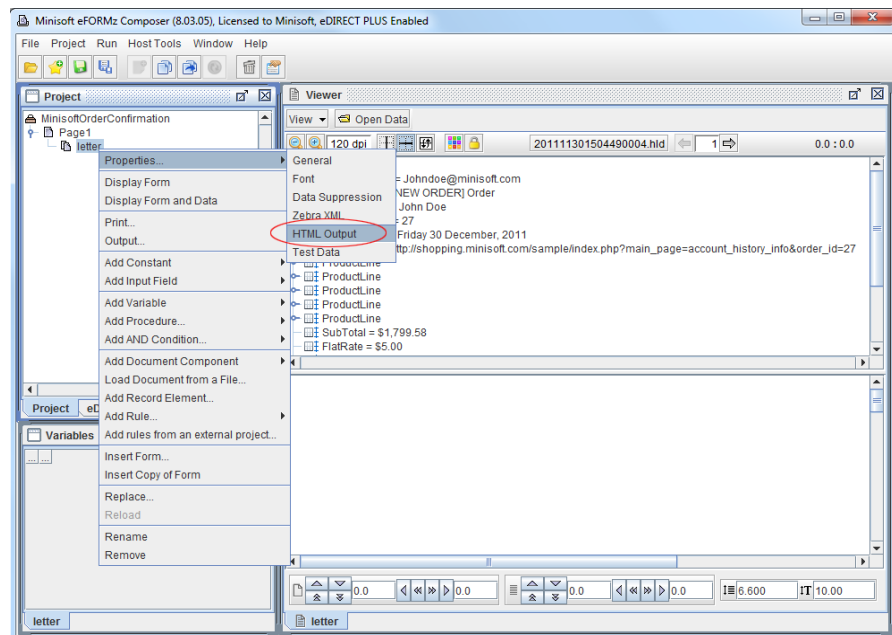 Minisoft eFORMz Composer (8.03.05), Licensed to Minisoft, eDIRECT PLUS Enabled
File Project Run Host Tools Window Help
Project
MinisoftOrderConfirmation
Page1
letter
Properties...
Display Form
Display Form and Data
Print...
Output...
Add Constant
Add Input Field
Add Variable
Add Procedure...
Add AND Condition...
Add Document Component
Load Document from a File...
Add Record Element...
Add Rule...
Add rules from an external project...
Insert Form...
Insert Copy of Form
Replace...
Reload
Rename
Remove
General
Font
Data Suppression
Zebra XML
HTML Output
Test Data
Project eD
Variables
... ...
letter
Viewer
View Open Data
120 dpi 201111301504490004.hld 1 0.0 : 0.0
= Johndoe@minisoft.com
NEW ORDER] Order
John Doe
= 27
Friday 30 December, 2011
ttp://shopping.minisoft.com/sample/index.php?main_page=account_history_info&order_id=27
ProductLine
ProductLine
ProductLine
ProductLine
ProductLine
SubTotal = $1,799.58
FlatRate = $5.00
0.0 0.0 0.0 0.0 6.600 10.00
letter